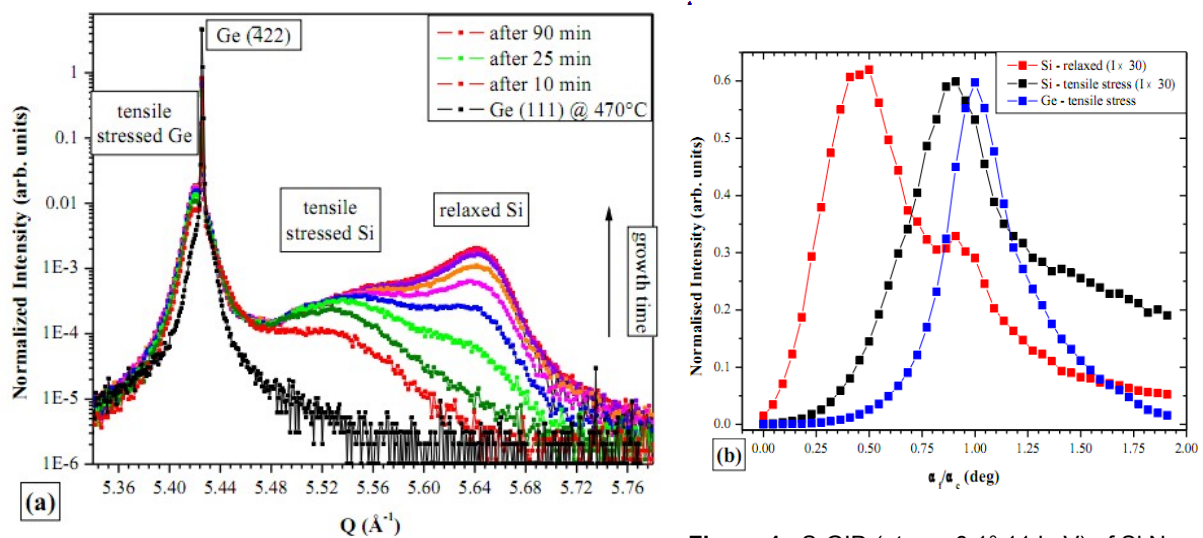 Ge (4̄22)
after 90 min
after 25 min
after 10 min
Ge (111) @ 470°C
tensile
stressed Ge
tensile
stressed Si
relaxed Si
growth time
Normalized Intensity (arb. units)
1
0.1
0.01
1E-3
1E-4
1E-5
1E-6
5.36 5.40 5.44 5.48 5.52 5.56 5.60 5.64 5.68 5.72 5.76
Q (Å⁻¹)
(a)
Si - relaxed (I× 30)
Si - tensile stress (I× 30)
Ge - tensile stress
Normalised Intensity (arb. units)
0.6
0.5
0.4
0.3
0.2
0.1
0.0
0.00 0.25 0.50 0.75 1.00 1.25 1.50 1.75 2.00
α_f/α_c (deg)
(b)